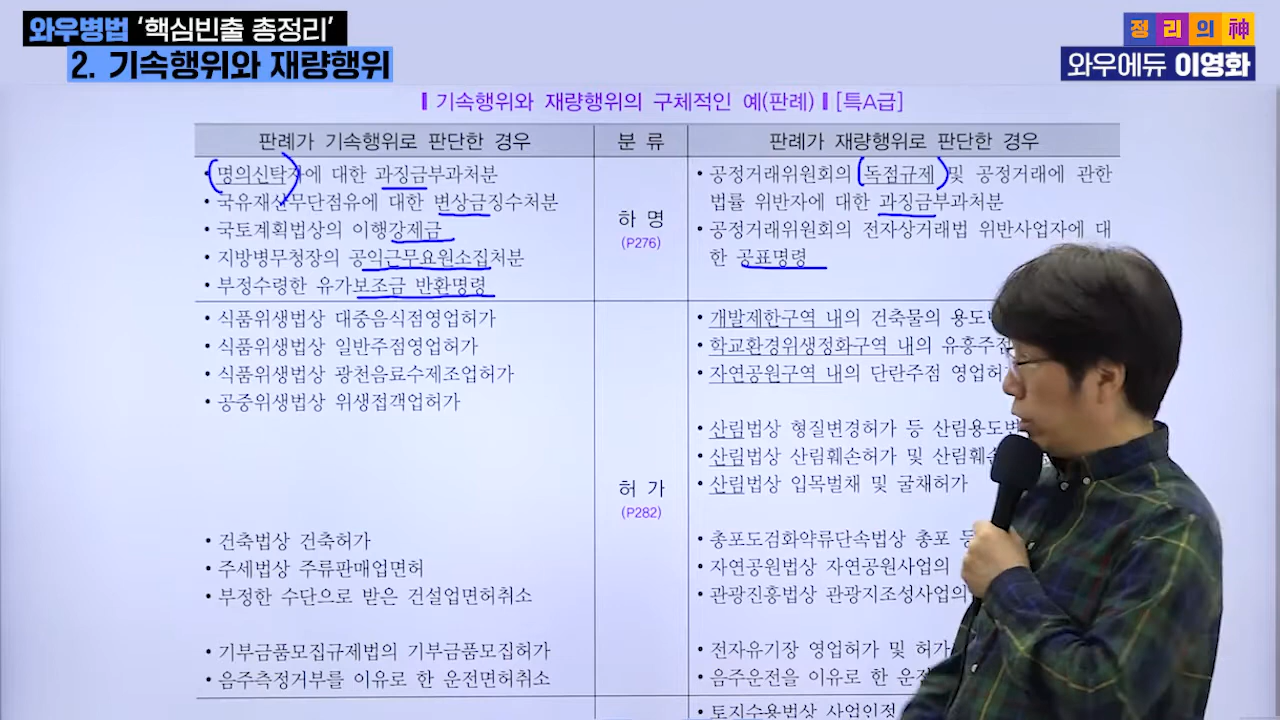 와우병법 ‘핵심빈출 총정리’
2. 기속행위와 재량행위
정리의神
와우에듀 이영화
기속행위와 재량행위의 구체적인 예(판례) [특A급]
판례가 기속행위로 판단한 경우
분 류
판례가 재량행위로 판단한 경우
• 명의신탁자에 대한 과징금부과처분
• 국유재산무단점유에 대한 변상금징수처분
• 국토계획법상의 이행강제금
• 지방병무청장의 공익근무요원소집처분
• 부정수령한 유가보조금 반환명령
하 명
(P276)
• 공정거래위원회의 독점규제 및 공정거래에 관한
법률 위반자에 대한 과징금부과처분
• 공정거래위원회의 전자상거래법 위반사업자에 대
한 공표명령
• 식품위생법상 대중음식점영업허가
• 식품위생법상 일반주점영업허가
• 식품위생법상 광천음료수제조업허가
• 공중위생법상 위생접객업허가
• 건축법상 건축허가
• 주세법상 주류판매업면허
• 부정한 수단으로 받은 건설업면허취소
• 기부금품모집규제법의 기부금품모집허가
• 음주측정거부를 이유로 한 운전면허취소
허 가
(P282)
• 개발제한구역 내의 건축물의
• 학교환경위생정화구역 내의
• 자연공원구역 내의 단란주점
• 산림법상 형질변경허가 등
• 산림법상 산림훼손허가 및
• 산림법상 입목벌채 및 굴채허가
• 총포도검화약류단속법상 총포
• 자연공원법상 자연공원사업의
• 관광진흥법상 관광지조성사업의
• 전자유기장 영업허가 및 허가
• 음주운전을 이유로 한
• 토지수용법상 사업인정